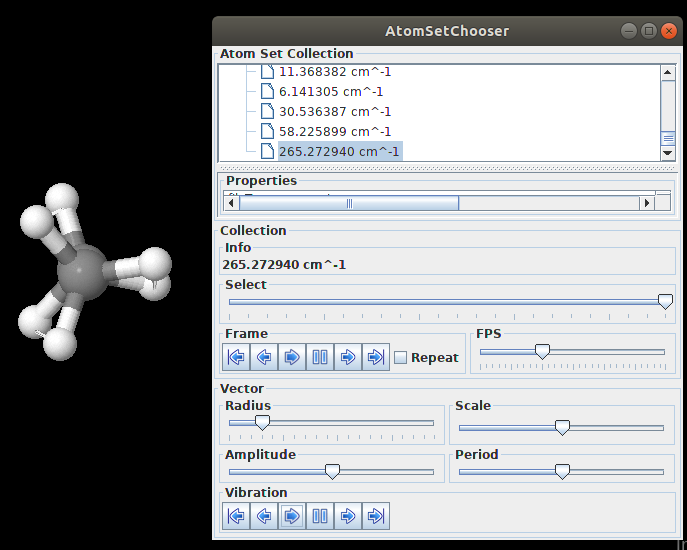 AtomSetChooser
Atom Set Collection
11.368382 cm^-1
6.141305 cm^-1
30.536387 cm^-1
58.225899 cm^-1
265.272940 cm^-1
Properties
Collection
Info
265.272940 cm^-1
Select
Frame
FPS
Repeat
Vector
Radius
Scale
Amplitude
Period
Vibration